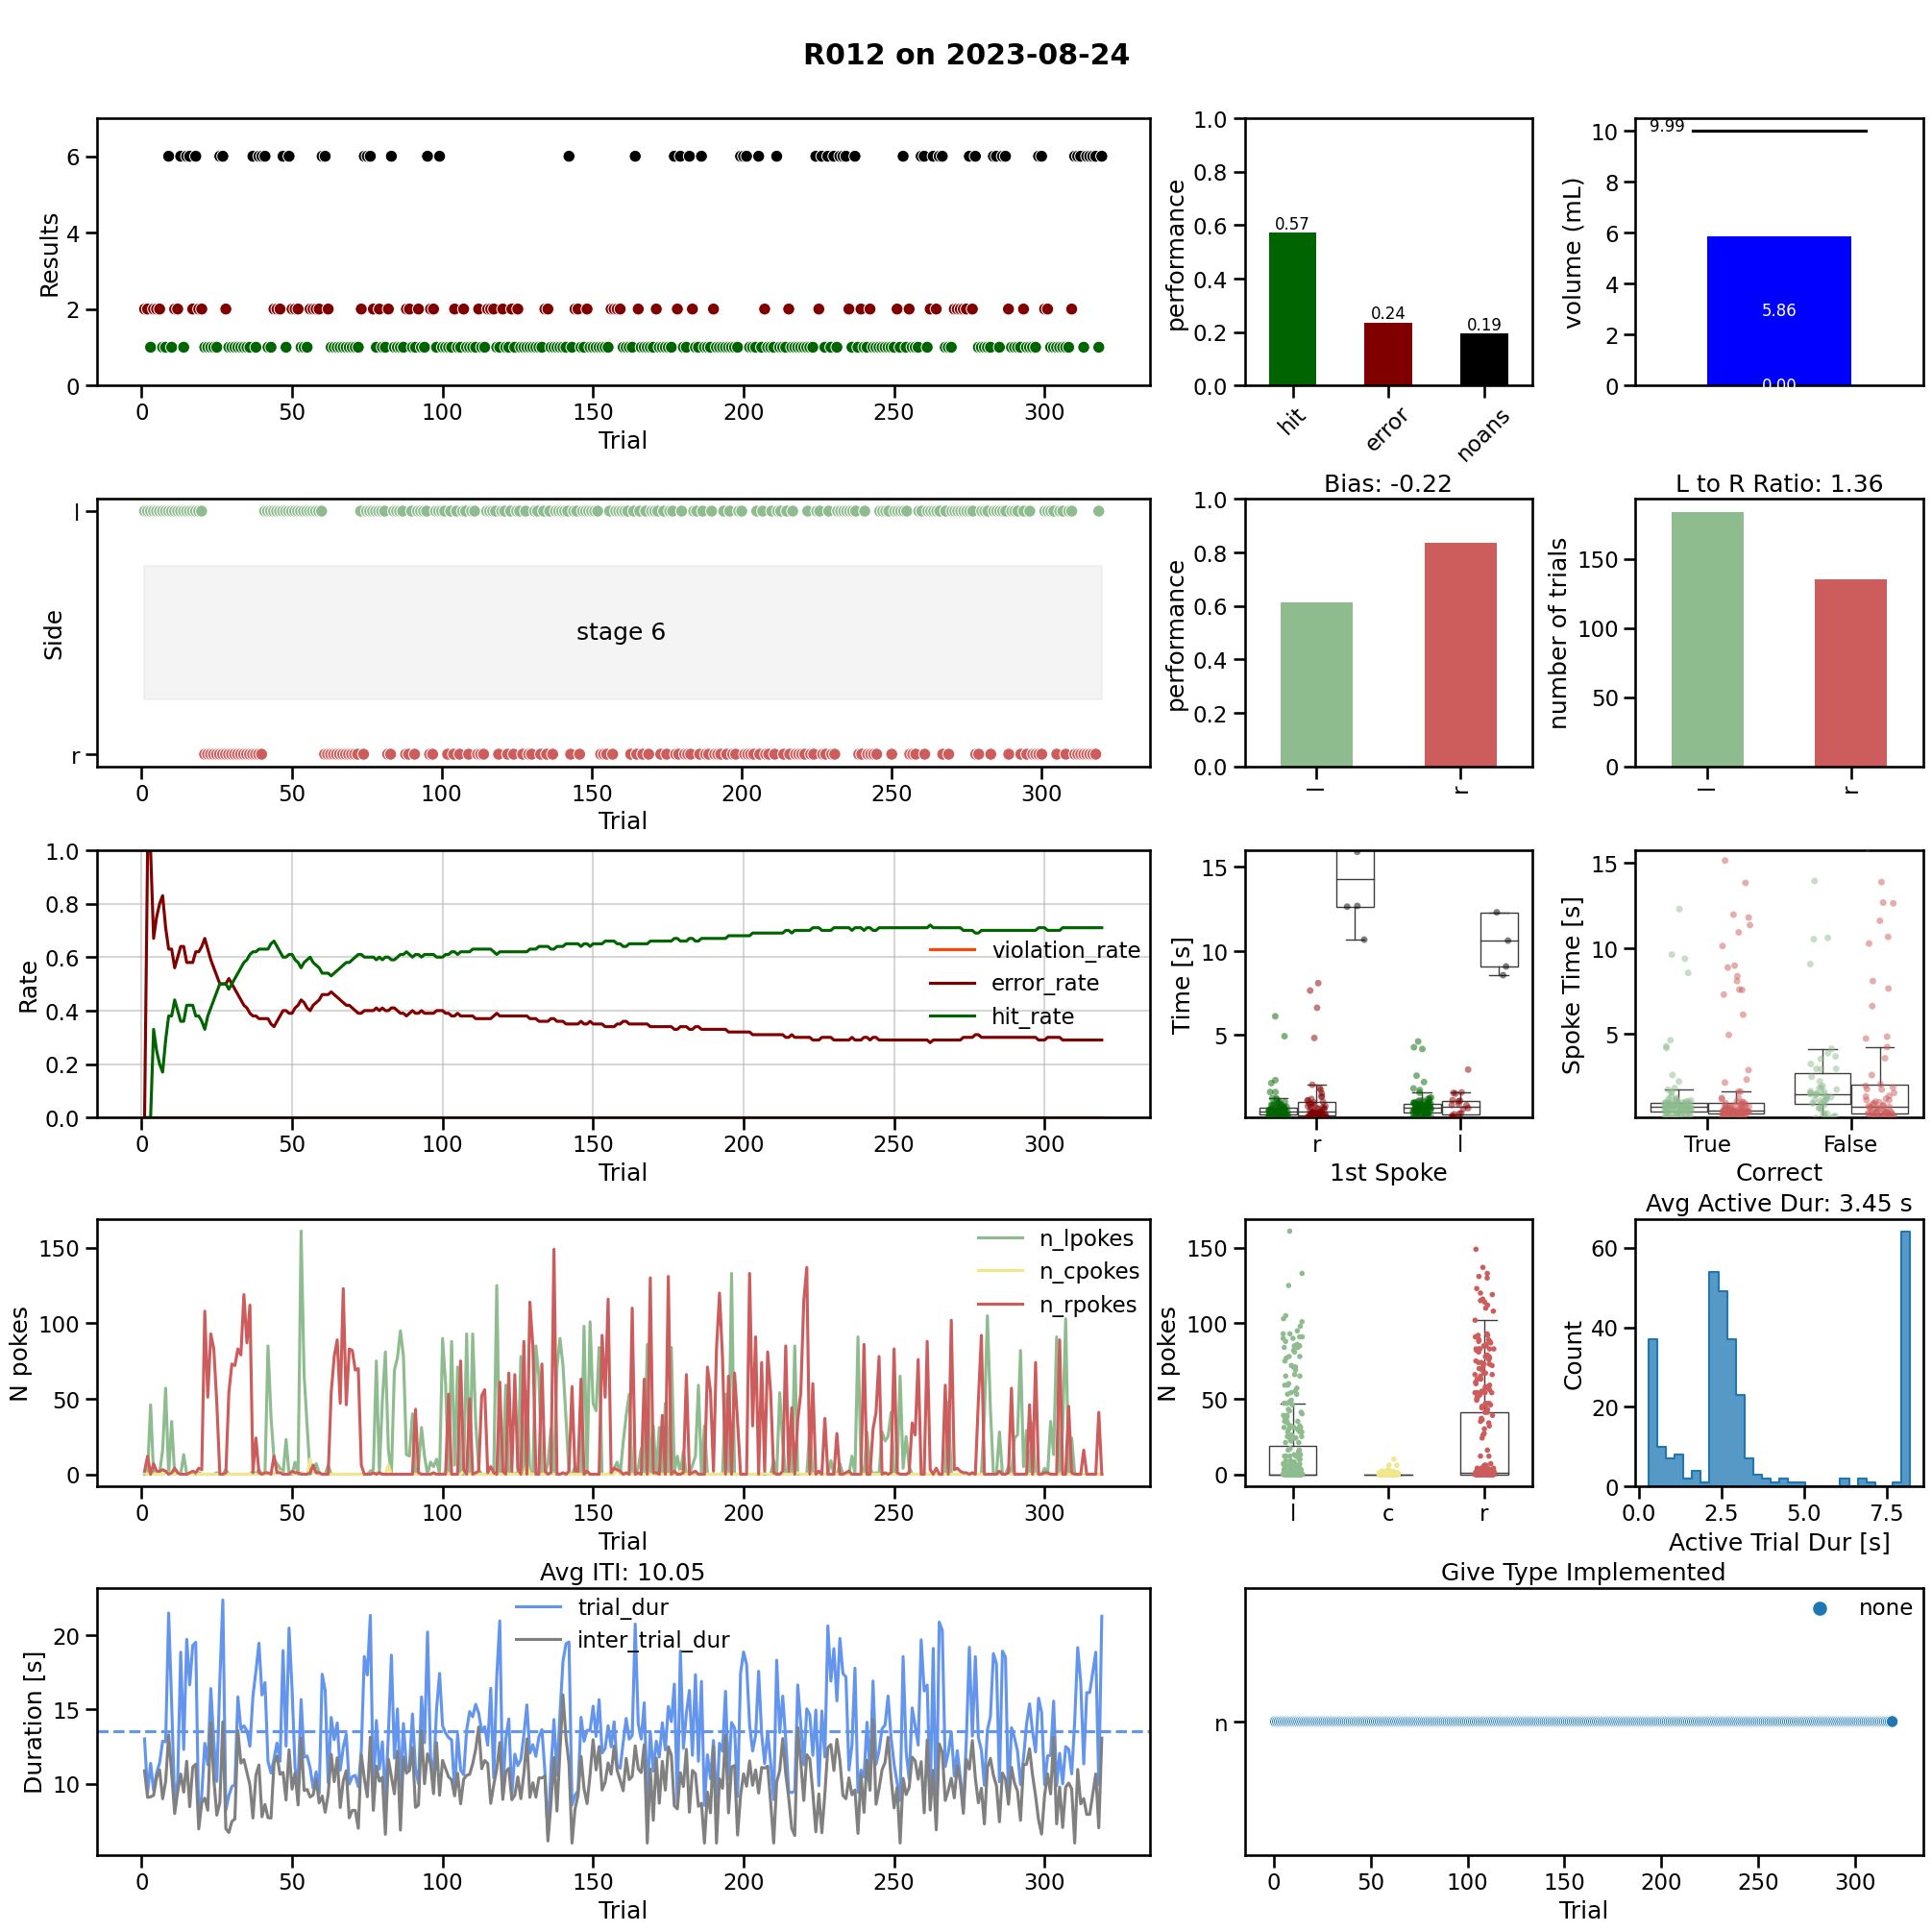 R012 on 2023-08-24
Results
6
4
2
0
0 50 100 150 200 250 300
Trial
performance
1.0
0.8
0.6
0.4
0.2
0.0
0.57
0.24
0.19
hit error noans
volume (mL)
10
8
6
4
2
0
9.99
5.86
0.00
Side
l
r
stage 6
0 50 100 150 200 250 300
Trial
Bias: -0.22
performance
1.0
0.8
0.6
0.4
0.2
0.0
l r
L to R Ratio: 1.36
number of trials
150
100
50
0
l r
Rate
1.0
0.8
0.6
0.4
0.2
0.0
violation_rate
error_rate
hit_rate
0 50 100 150 200 250 300
Trial
Time [s]
15
10
5
r l
1st Spoke
Spoke Time [s]
15
10
5
True False
Correct
N pokes
150
100
50
0
n_lpokes
n_cpokes
n_rpokes
0 50 100 150 200 250 300
Trial
N pokes
150
100
50
0
l c r
Avg Active Dur: 3.45 s
Count
60
40
20
0
0.0 2.5 5.0 7.5
Active Trial Dur [s]
Avg ITI: 10.05
Duration [s]
20
15
10
trial_dur
inter_trial_dur
0 50 100 150 200 250 300
Trial
Give Type Implemented
none
n
0 50 100 150 200 250 300
Trial